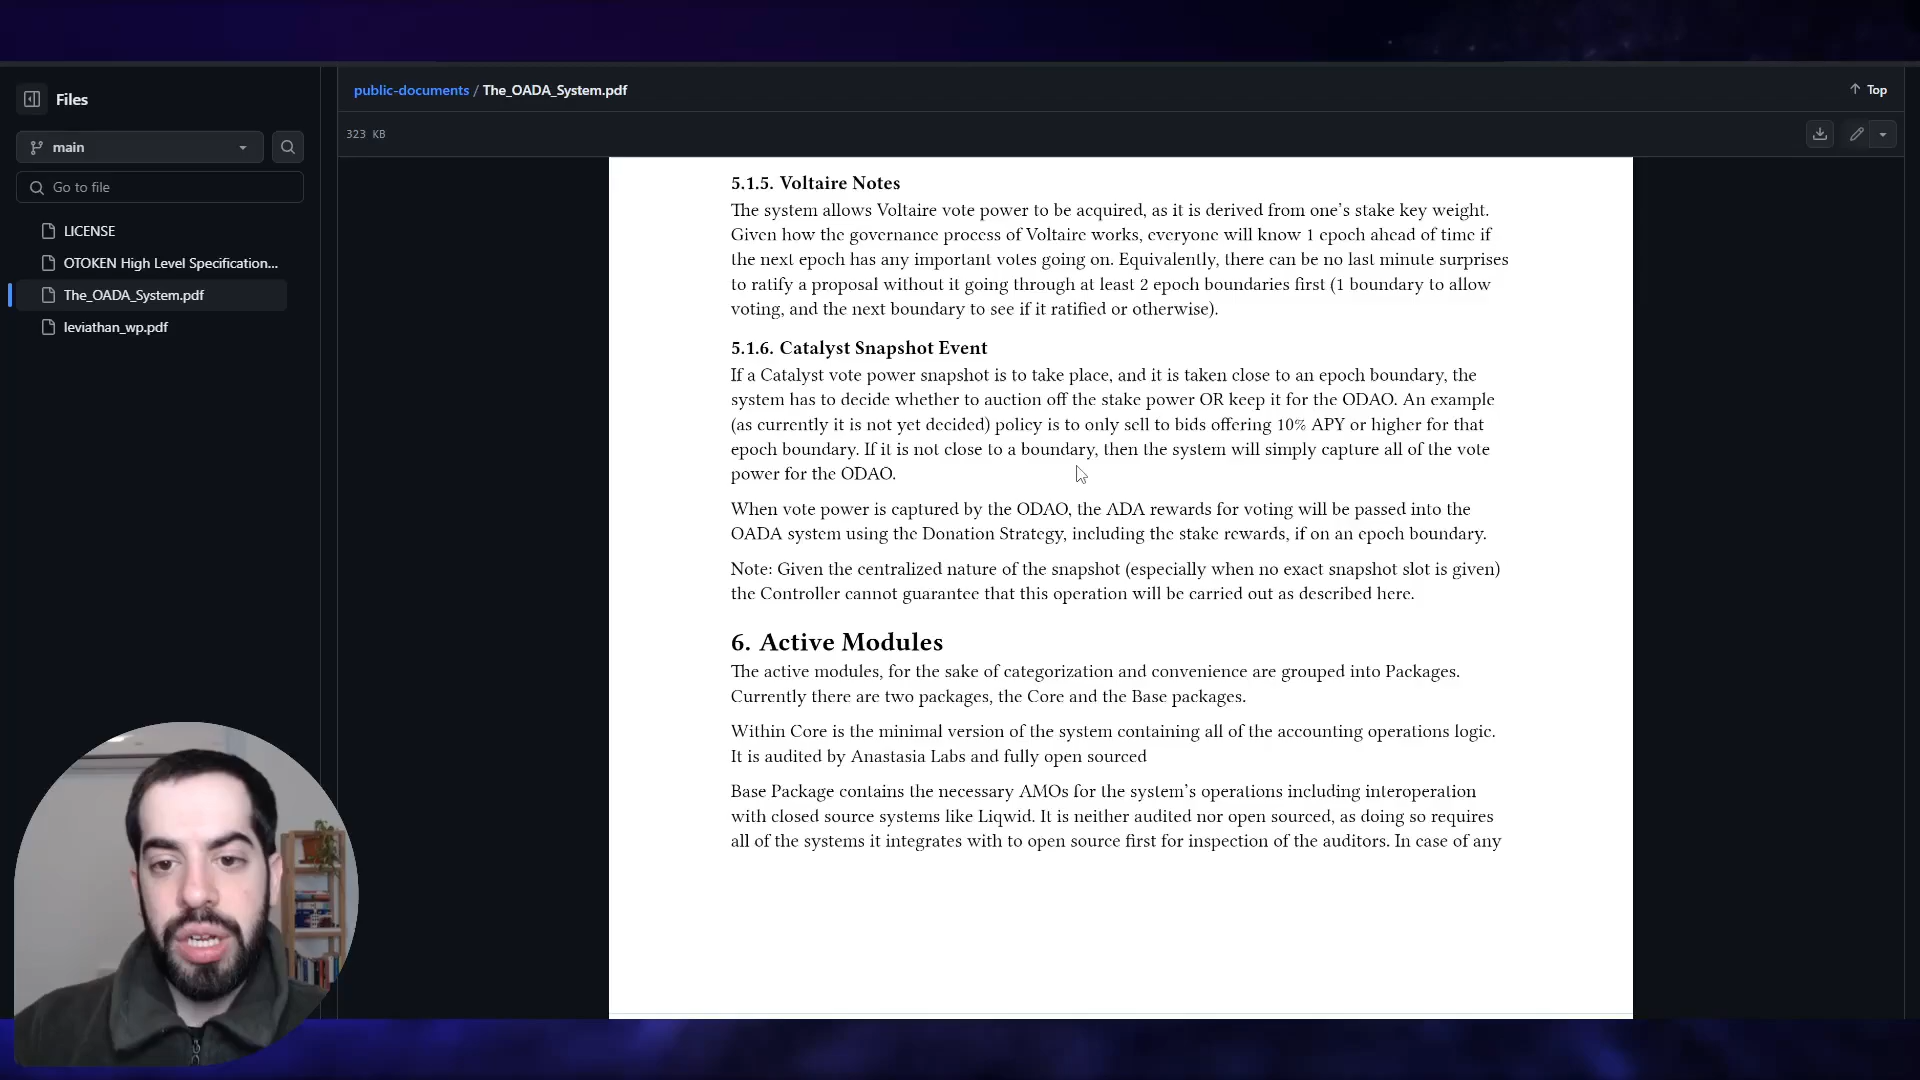 Files
main
Go to file
LICENSE
OTOKEN High Level Specification...
The_OADA_System.pdf
leviathan_wp.pdf
public-documents / The_OADA_System.pdf
Top
323 KB
5.1.5. Voltaire Notes
The system allows Voltaire vote power to be acquired, as it is derived from one's stake key weight.
Given how the governance process of Voltaire works, everyone will know 1 epoch ahead of time if
the next epoch has any important votes going on. Equivalently, there can be no last minute surprises
to ratify a proposal without it going through at least 2 epoch boundaries first (1 boundary to allow
voting, and the next boundary to see if it ratified or otherwise).
5.1.6. Catalyst Snapshot Event
If a Catalyst vote power snapshot is to take place, and it is taken close to an epoch boundary, the
system has to decide whether to auction off the stake power OR keep it for the ODAO. An example
(as currently it is not yet decided) policy is to only sell to bids offering 10% APY or higher for that
epoch boundary. If it is not close to a boundary, then the system will simply capture all of the vote
power for the ODAO.
When vote power is captured by the ODAO, the ADA rewards for voting will be passed into the
OADA system using the Donation Strategy, including the stake rewards, if on an epoch boundary.
Note: Given the centralized nature of the snapshot (especially when no exact snapshot slot is given)
the Controller cannot guarantee that this operation will be carried out as described here.
6. Active Modules
The active modules, for the sake of categorization and convenience are grouped into Packages.
Currently there are two packages, the Core and the Base packages.
Within Core is the minimal version of the system containing all of the accounting operations logic.
It is audited by Anastasia Labs and fully open sourced
Base Package contains the necessary AMOs for the system's operations including interoperation
with closed source systems like Liqwid. It is neither audited nor open sourced, as doing so requires
all of the systems it integrates with to open source first for inspection of the auditors. In case of any